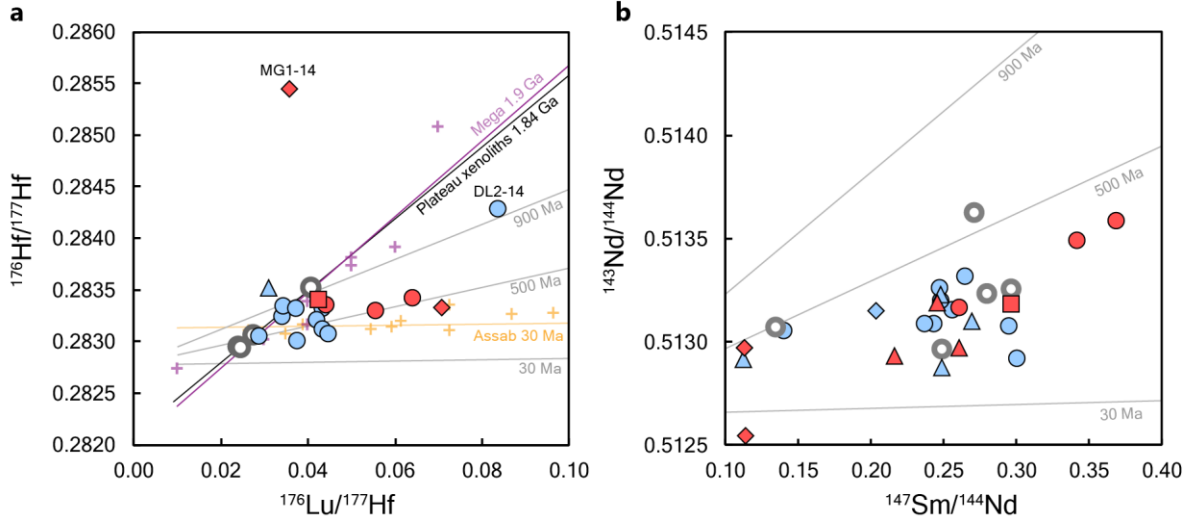 a
0.2860
0.2855
0.2850
0.2845
0.2840
0.2835
0.2830
0.2825
0.2820
¹⁷⁶Hf/¹⁷⁷Hf
MG1-14
Mega 1.9 Ga
Plateau xenoliths 1.84 Ga
DL2-14
900 Ma
500 Ma
Assab 30 Ma
30 Ma
0.00 0.02 0.04 0.06 0.08 0.10
¹⁷⁶Lu/¹⁷⁷Hf
b
0.5145
0.5140
0.5135
0.5130
0.5125
¹⁴³Nd/¹⁴⁴Nd
900 Ma
500 Ma
30 Ma
0.10 0.15 0.20 0.25 0.30 0.35 0.40
¹⁴⁷Sm/¹⁴⁴Nd